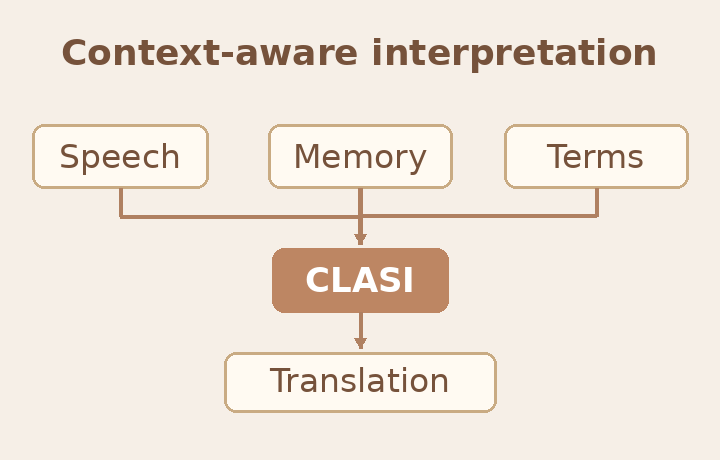 Context-aware interpretation
Speech
Memory
Terms
CLASI
Translation